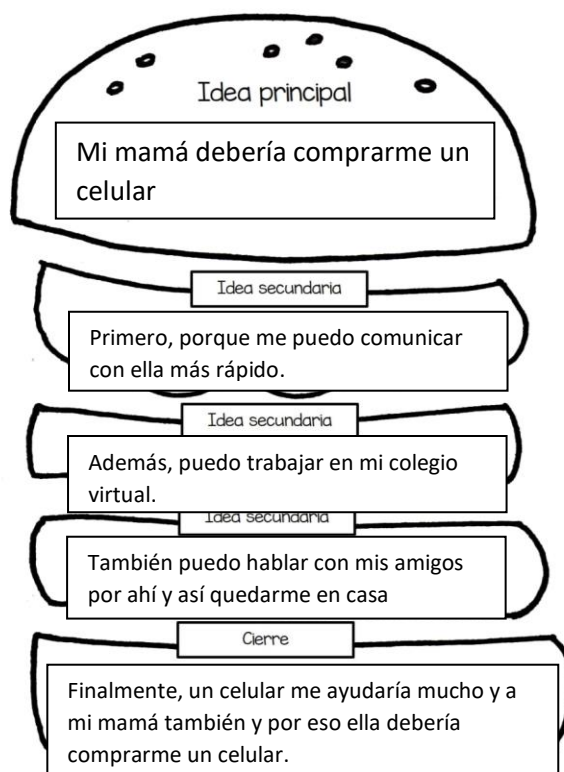 Idea principal
Mi mamá debería comprarme un
celular
Idea secundaria
Primero, porque me puedo comunicar
con ella más rápido.
Idea secundaria
Además, puedo trabajar en mi colegio
virtual.
Idea secundaria
También puedo hablar con mis amigos
por ahí y así quedarme en casa
Cierre
Finalmente, un celular me ayudaría mucho y a
mi mamá también y por eso ella debería
comprarme un celular.